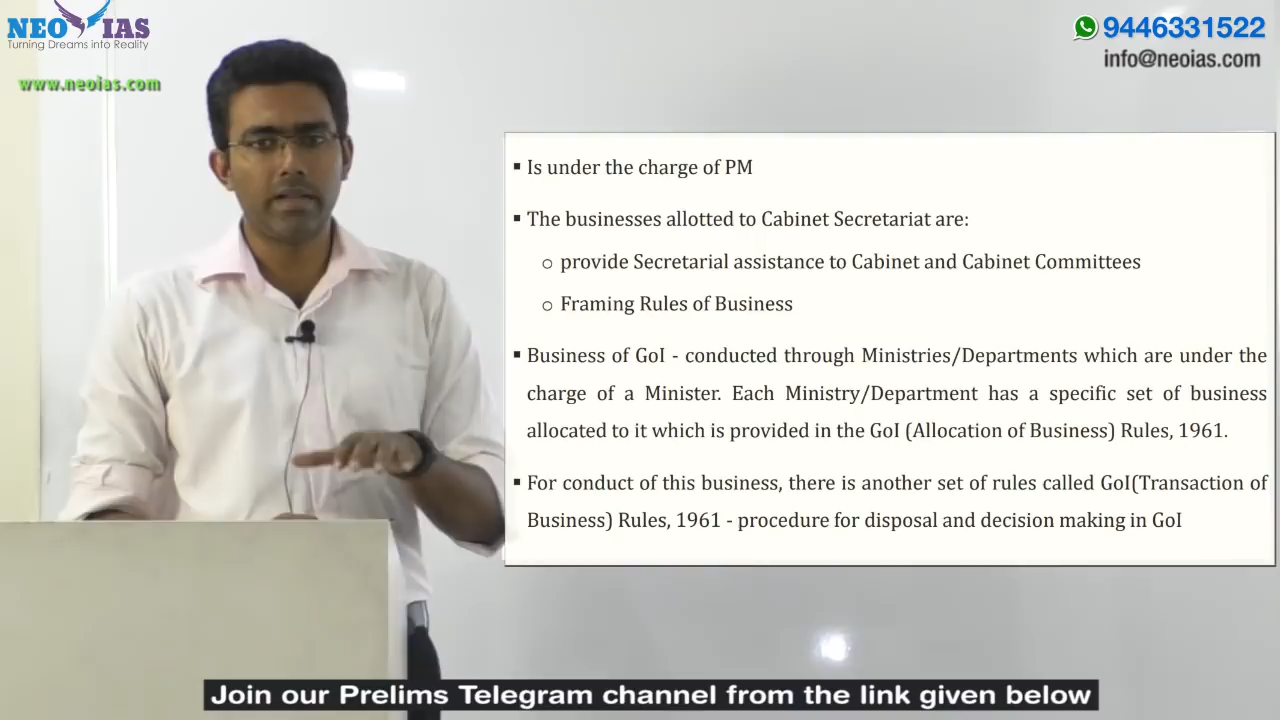 NEO IAS
Turning Dreams into Reality
www.neoias.com
9446331522
info@neoias.com
▪ Is under the charge of PM
▪ The businesses allotted to Cabinet Secretariat are:
o provide Secretarial assistance to Cabinet and Cabinet Committees
o Framing Rules of Business
▪ Business of GoI - conducted through Ministries/Departments which are under the
charge of a Minister. Each Ministry/Department has a specific set of business
allocated to it which is provided in the GoI (Allocation of Business) Rules, 1961.
▪ For conduct of this business, there is another set of rules called GoI(Transaction of
Business) Rules, 1961 - procedure for disposal and decision making in GoI
Join our Prelims Telegram channel from the link given below